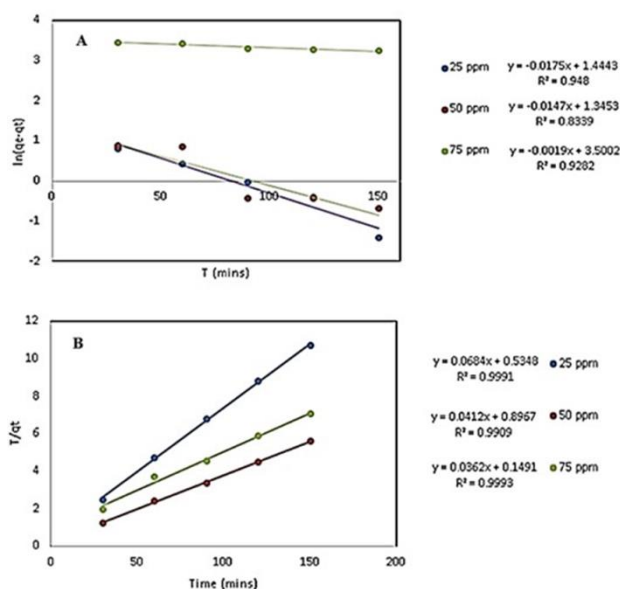 A
4
3
2
1
0
-1
-2
0
50
100
150
ln(qe-qt)
T (mins)
25 ppm y = -0.0175x + 1.4443
R² = 0.948
50 ppm y = -0.0147x + 1.3453
R² = 0.8339
75 ppm y = -0.0019x + 3.5002
R² = 0.9282
B
12
10
8
6
4
2
0
0 50 100 150 200
T/qt
Time (mins)
y = 0.0684x + 0.5348 25 ppm
R² = 0.9991
y = 0.0412x + 0.8967 50 ppm
R² = 0.9909
y = 0.0362x + 0.1491 75 ppm
R² = 0.9993